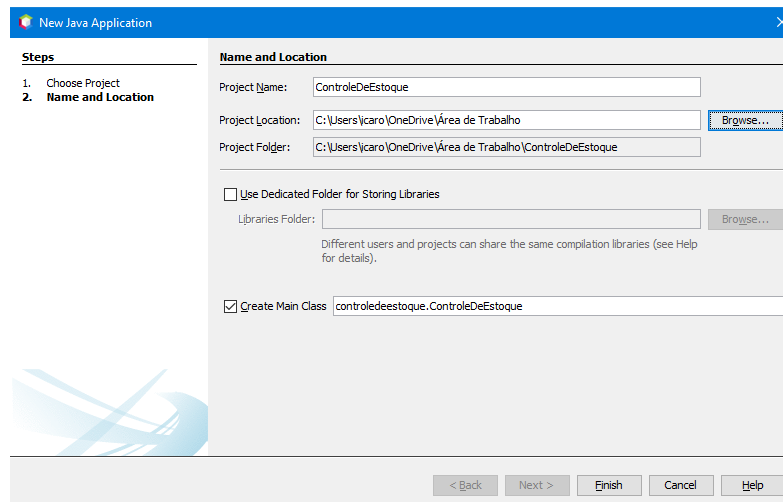 New Java Application
Steps
1. Choose Project
2. Name and Location
Name and Location
Project Name: ControleDeEstoque
Project Location: C:\Users\icaro\OneDrive\Área de Trabalho Browse...
Project Folder: C:\Users\icaro\OneDrive\Área de Trabalho\ControleDeEstoque
Use Dedicated Folder for Storing Libraries
Libraries Folder: Browse...
Different users and projects can share the same compilation libraries (see Help
for details).
Create Main Class controledeestoque.ControleDeEstoque
< Back Next > Finish Cancel Help